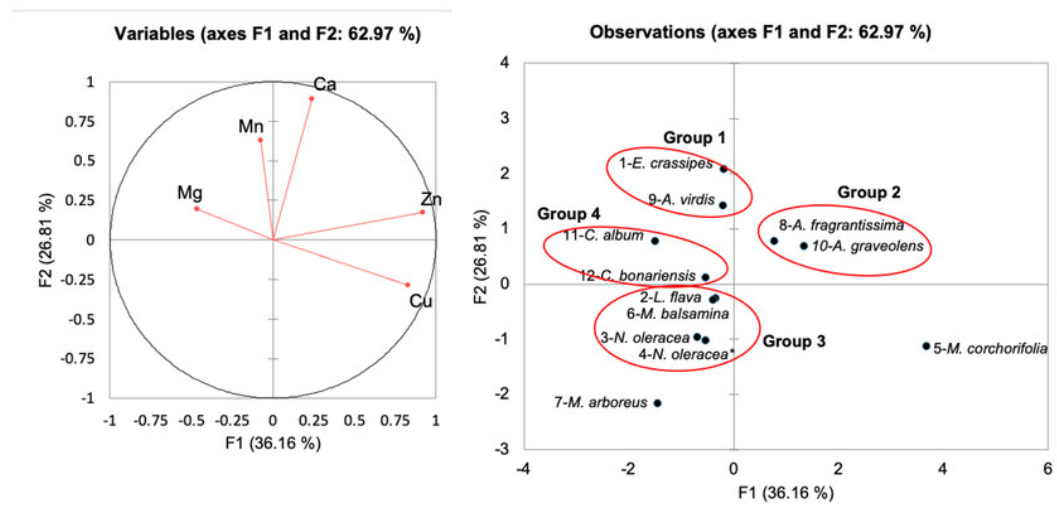 Variables (axes F1 and F2: 62.97 %)
1
0.75
0.5
0.25
0
-0.25
-0.5
-0.75
-1
F2 (26.81 %)
Ca
Mn
Mg
Zn
Cu
-1 -0.75 -0.5 -0.25 0 0.25 0.5 0.75 1
F1 (36.16 %)
Observations (axes F1 and F2: 62.97 %)
4
3
2
1
0
-1
-2
-3
F2 (26.81 %)
Group 1
1-E. crassipes
9-A. virdis
Group 2
8-A. fragrantissima
10-A. graveolens
Group 4
11-C. album
12-C. bonariensis
2-L. flava
6-M. balsamina
3-N. oleracea
4-N. oleracea*
Group 3
5-M. corchorifolia
7-M. arboreus
-4 -2 0 2 4 6
F1 (36.16 %)